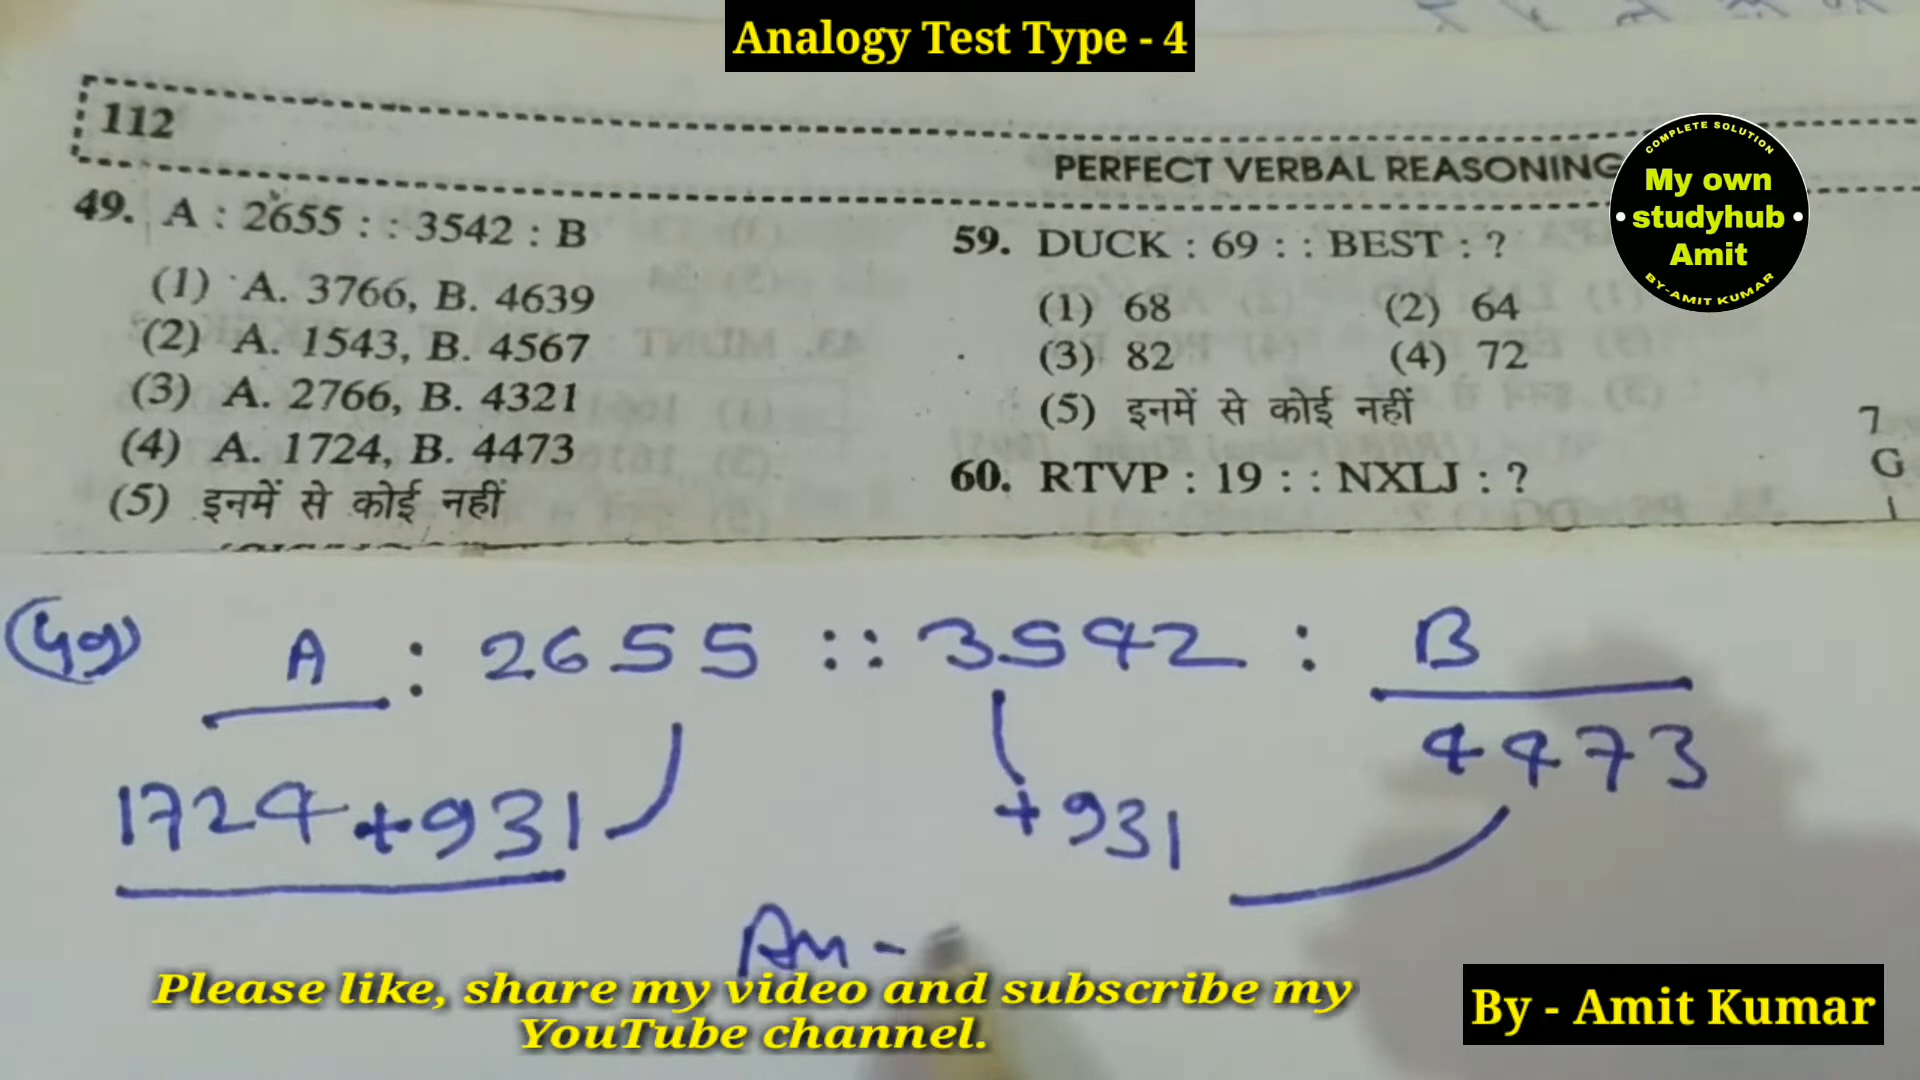 Analogy Test Type - 4
112
PERFECT VERBAL REASONING
49. A : 2655 : : 3542 : B
(1) A. 3766, B. 4639
(2) A. 1543, B. 4567
(3) A. 2766, B. 4321
(4) A. 1724, B. 4473
(5) इनमें से कोई नहीं
59. DUCK : 69 : : BEST : ?
(1) 68 (2) 64
(3) 82 (4) 72
(5) इनमें से कोई नहीं
60. RTVP : 19 : : NXLJ : ?
7
G
COMPLETE SOLUTION
My own
studyhub
Amit
BY-AMIT KUMAR
49 A : 2655 :: 3542 : B
4473
1724 + 931 + 931
An -
Please like, share my video and subscribe my
YouTube channel.
By - Amit Kumar